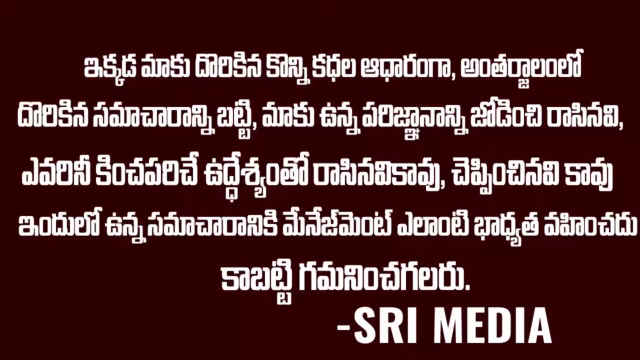 ఇక్కడ మాకు దొరికిన కొన్ని కధల ఆధారంగా, అంతర్జాలంలో
దొరికిన సమాచారాన్ని బట్టి, మాకు ఉన్న పరిజ్ఞానాన్ని జోడించి రాసినవి,
ఎవరినీ కించపరిచే ఉద్ధేశ్యంతో రాసినవికావు, చెప్పించినవి కావు
ఇందులో ఉన్న సమాచారానికి మేనేజ్‌మెంట్ ఎలాంటి భాధ్యత వహించదు
కాబట్టి గమనించగలరు.
-SRI MEDIA